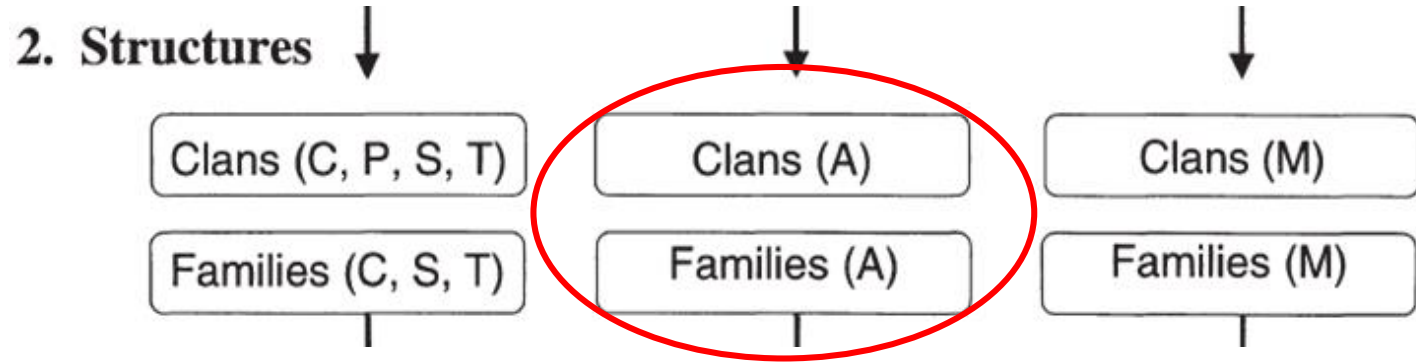 2. Structures
Clans (C, P, S, T)
Clans (A)
Clans (M)
Families (C, S, T)
Families (A)
Families (M)